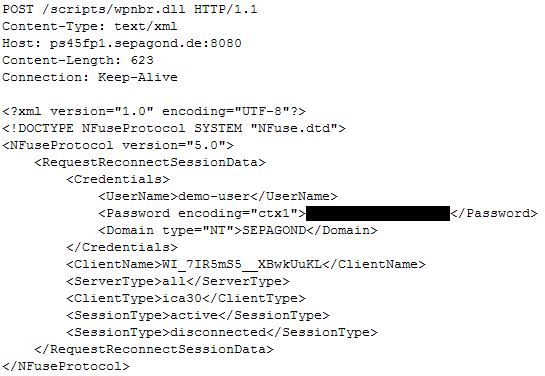 POST /scripts/wpnbr.dll HTTP/1.1
Content-Type: text/xml
Host: ps45fp1.sepagond.de:8080
Content-Length: 623
Connection: Keep-Alive

<?xml version="1.0" encoding="UTF-8"?>
<!DOCTYPE NFuseProtocol SYSTEM "NFuse.dtd">
<NFuseProtocol version="5.0">
    <RequestReconnectSessionData>
        <Credentials>
            <UserName>demo-user</UserName>
            <Password encoding="ctx1"></Password>
            <Domain type="NT">SEPAGOND</Domain>
        </Credentials>
        <ClientName>WI_7IR5mS5__XBwkUuKL</ClientName>
        <ServerType>all</ServerType>
        <ClientType>ica30</ClientType>
        <SessionType>active</SessionType>
        <SessionType>disconnected</SessionType>
    </RequestReconnectSessionData>
</NFuseProtocol>